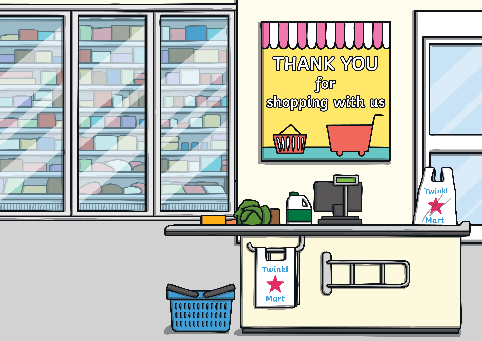 THANK YOU
for
shopping with us
Twinkl
Mart
Twinkl
Mart